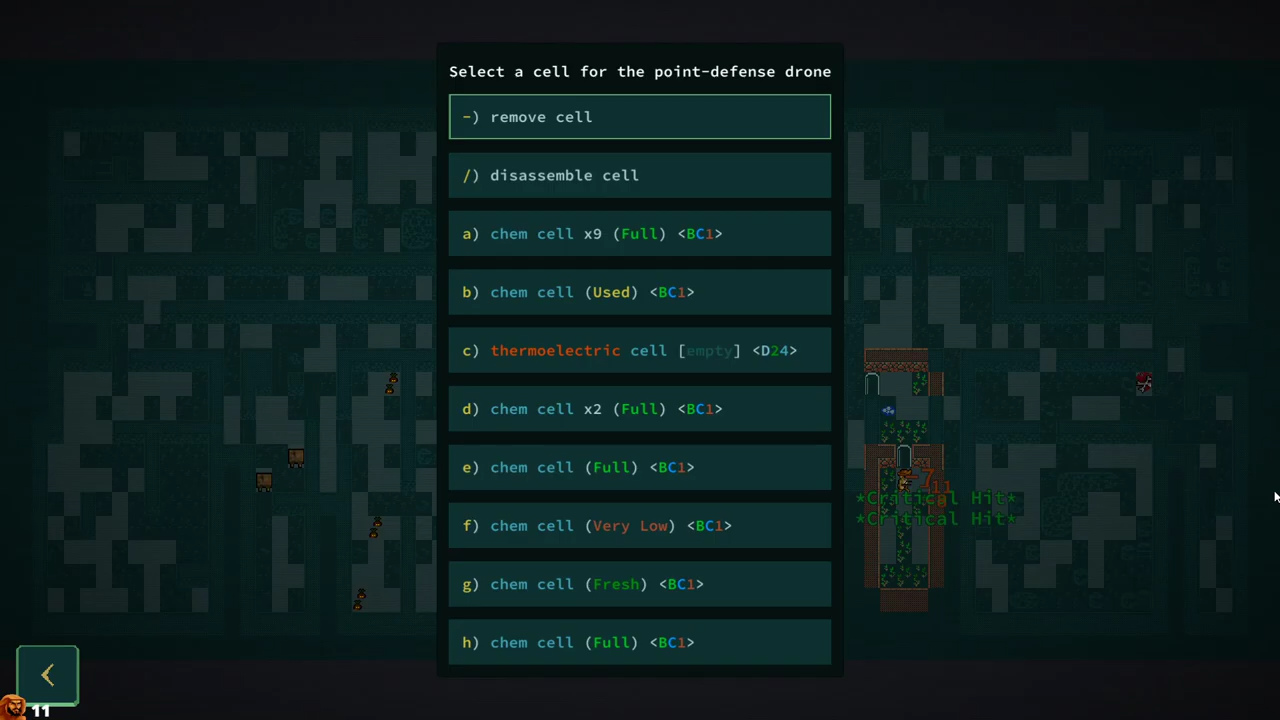 Select a cell for the point-defense drone
-) remove cell
/) disassemble cell
a) chem cell x9 (Full) <BC1>
b) chem cell (Used) <BC1>
c) thermoelectric cell [empty] <D24>
d) chem cell x2 (Full) <BC1>
e) chem cell (Full) <BC1>
f) chem cell (Very Low) <BC1>
g) chem cell (Fresh) <BC1>
h) chem cell (Full) <BC1>
-7
11
*Critical Hit*
*Critical Hit*
11